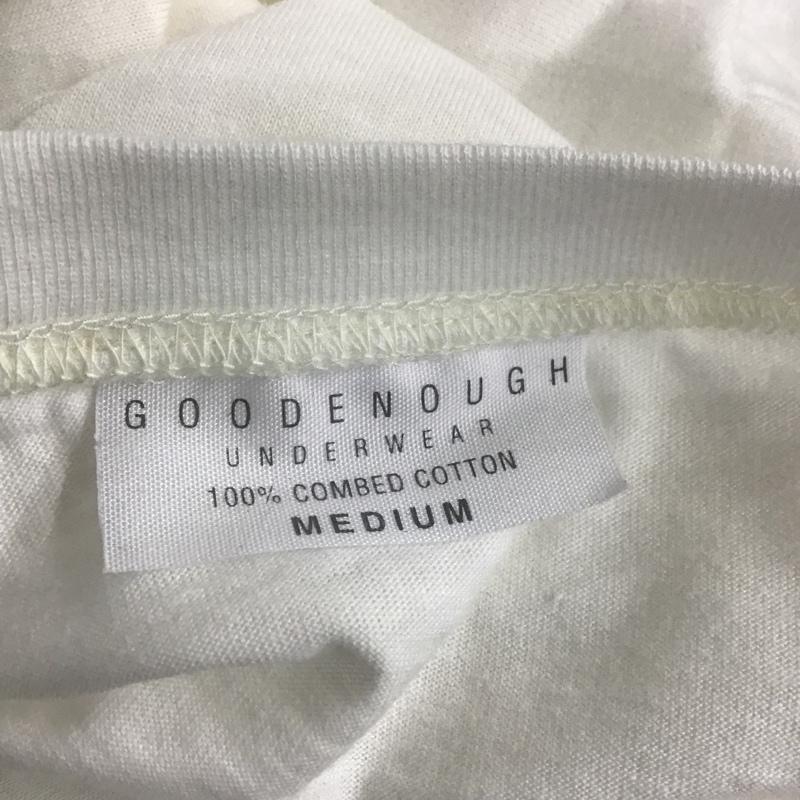 GOODENOUGH
UNDERWEAR
100% COMBED COTTON
MEDIUM